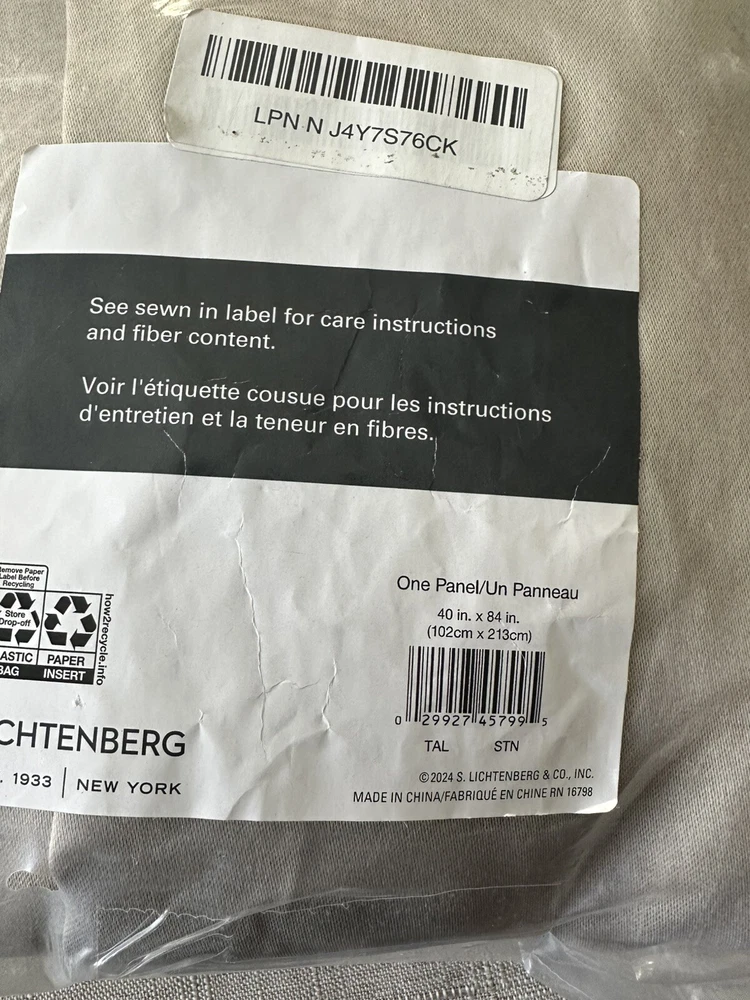 LPN N J4Y7S76CK
See sewn in label for care instructions
and fiber content.
Voir l'étiquette cousue pour les instructions
d'entretien et la teneur en fibres.
emove Paper
Label Before
Recycling
Store
Drop-off
how2recycle.info
ASTIC PAPER
BAG INSERT
One Panel/Un Panneau
40 in. x 84 in.
(102cm x 213cm)
0 29927 45799 5
TAL STN
CHTENBERG
. 1933 | NEW YORK
©2024 S. LICHTENBERG & CO., INC.
MADE IN CHINA/FABRIQUÉ EN CHINE RN 16798